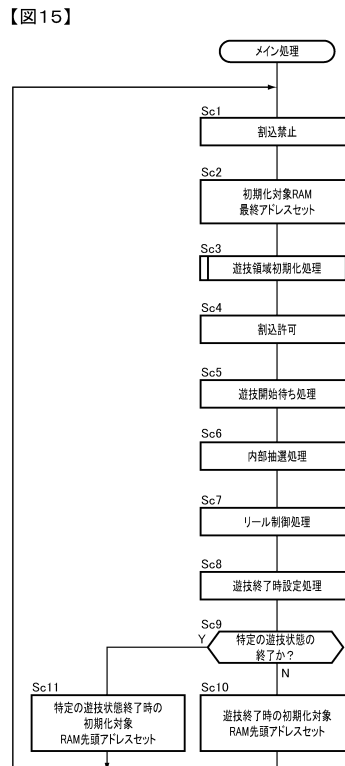 【図15】
メイン処理
Sc1
割込禁止
Sc2
初期化対象RAM
最終アドレスセット
Sc3
遊技領域初期化処理
Sc4
割込許可
Sc5
遊技開始待ち処理
Sc6
内部抽選処理
Sc7
リール制御処理
Sc8
遊技終了時設定処理
Sc9
Y
特定の遊技状態の
終了か？
N
Sc11
特定の遊技状態終了時の
初期化対象
RAM先頭アドレスセット
Sc10
遊技終了時の初期化対象
RAM先頭アドレスセット